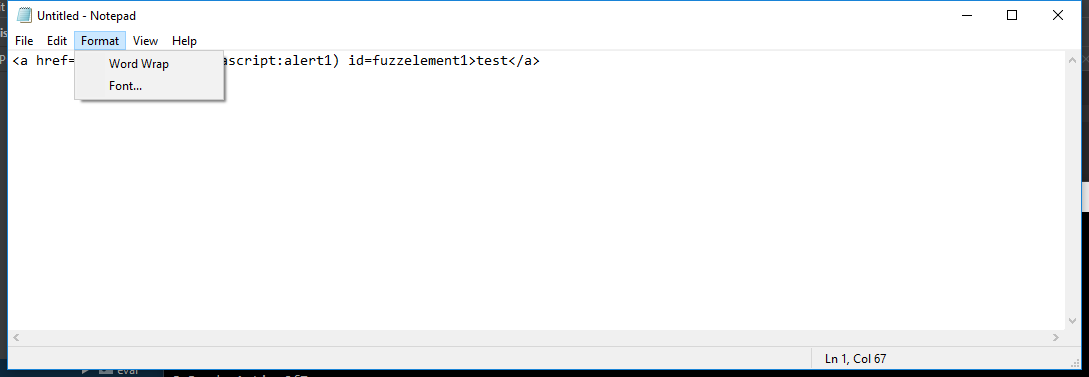 Untitled - Notepad
File Edit Format View Help
<a href= ascript:alert1) id=fuzzelement1>test</a>
Word Wrap
Font...
Ln 1, Col 67
eval